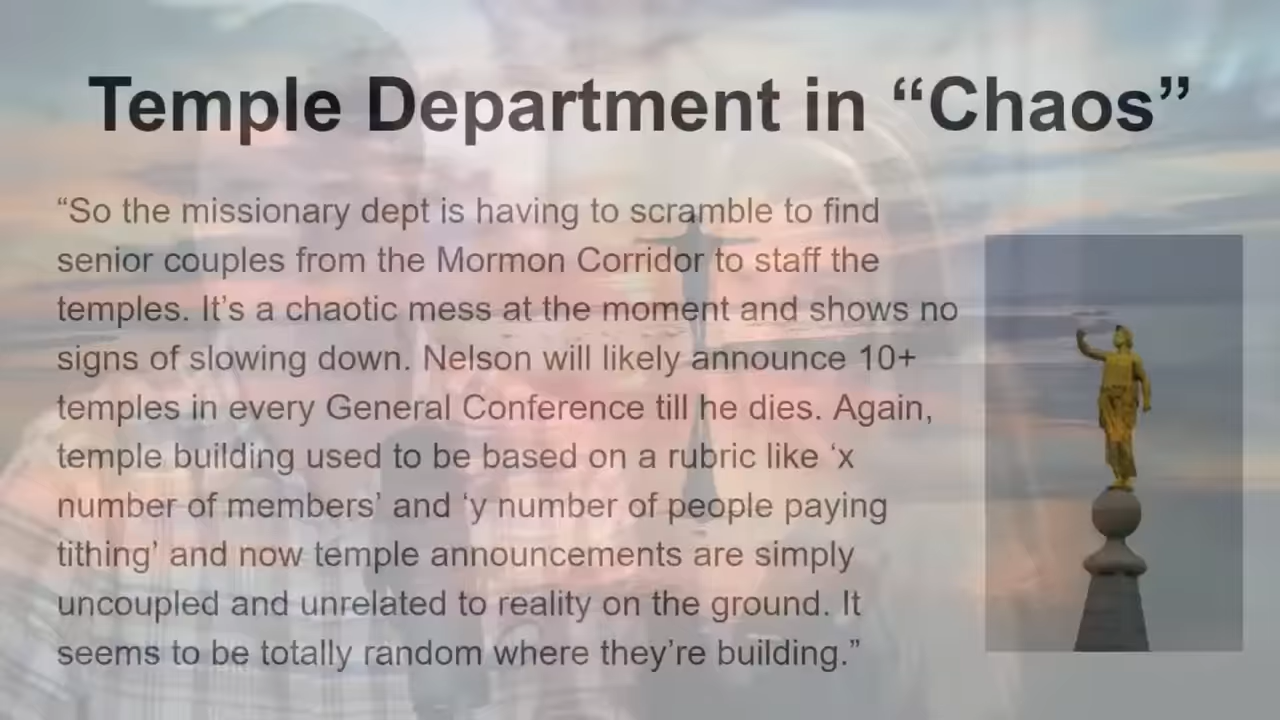 Temple Department in “Chaos”
“So the missionary dept is having to scramble to find
senior couples from the Mormon Corridor to staff the
temples. It’s a chaotic mess at the moment and shows no
signs of slowing down. Nelson will likely announce 10+
temples in every General Conference till he dies. Again,
temple building used to be based on a rubric like ‘x
number of members’ and ‘y number of people paying
tithing’ and now temple announcements are simply
uncoupled and unrelated to reality on the ground. It
seems to be totally random where they’re building.”